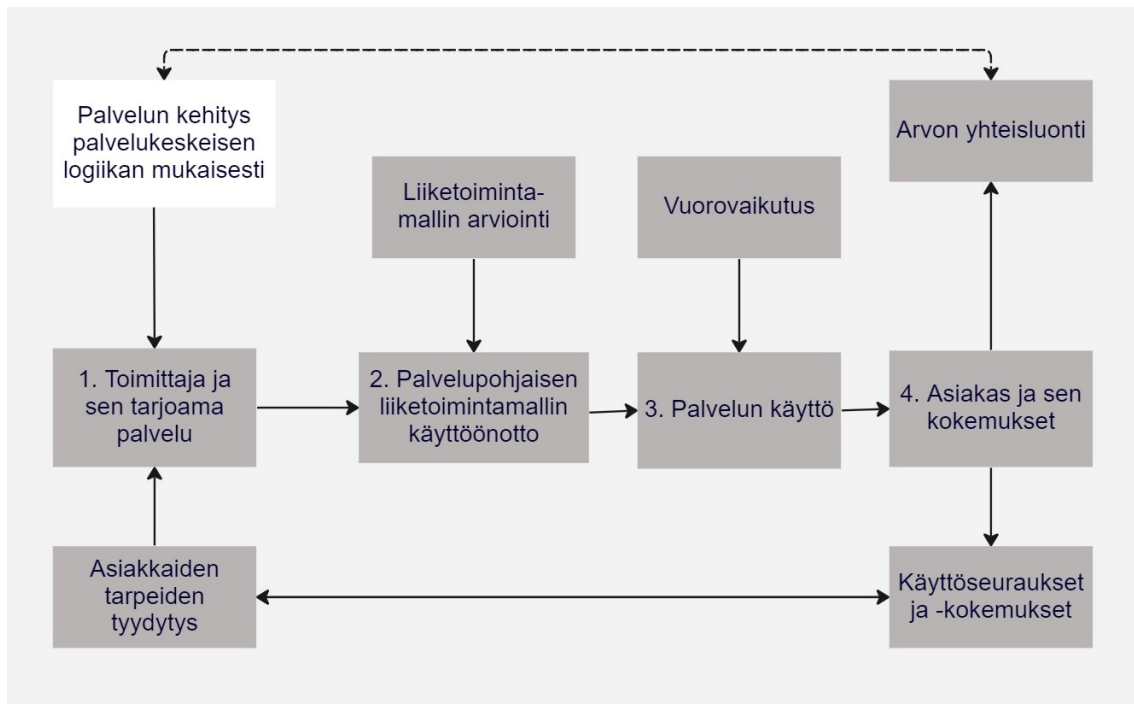 Palvelun kehitys
palvelukeskeisen
logiikan mukaisesti
Arvon yhteisluonti
Liiketoiminta-
mallin arviointi
Vuorovaikutus
1. Toimittaja ja
sen tarjoama
palvelu
2. Palvelupohjaisen
liiketoimintamallin
käyttöönotto
3. Palvelun käyttö
4. Asiakas ja sen
kokemukset
Asiakkaiden
tarpeiden
tyydytys
Käyttöseuraukset
ja -kokemukset